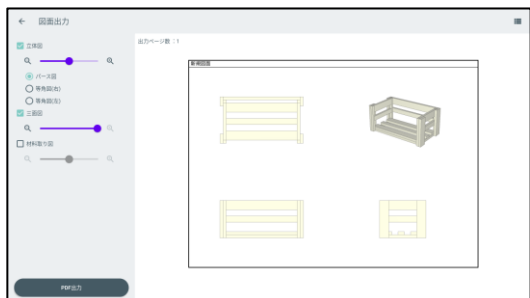 図面出力
出力ページ数：1
立体図
パース図
等角図(右)
等角図(左)
三面図
材料取り図
新規図面
PDF出力